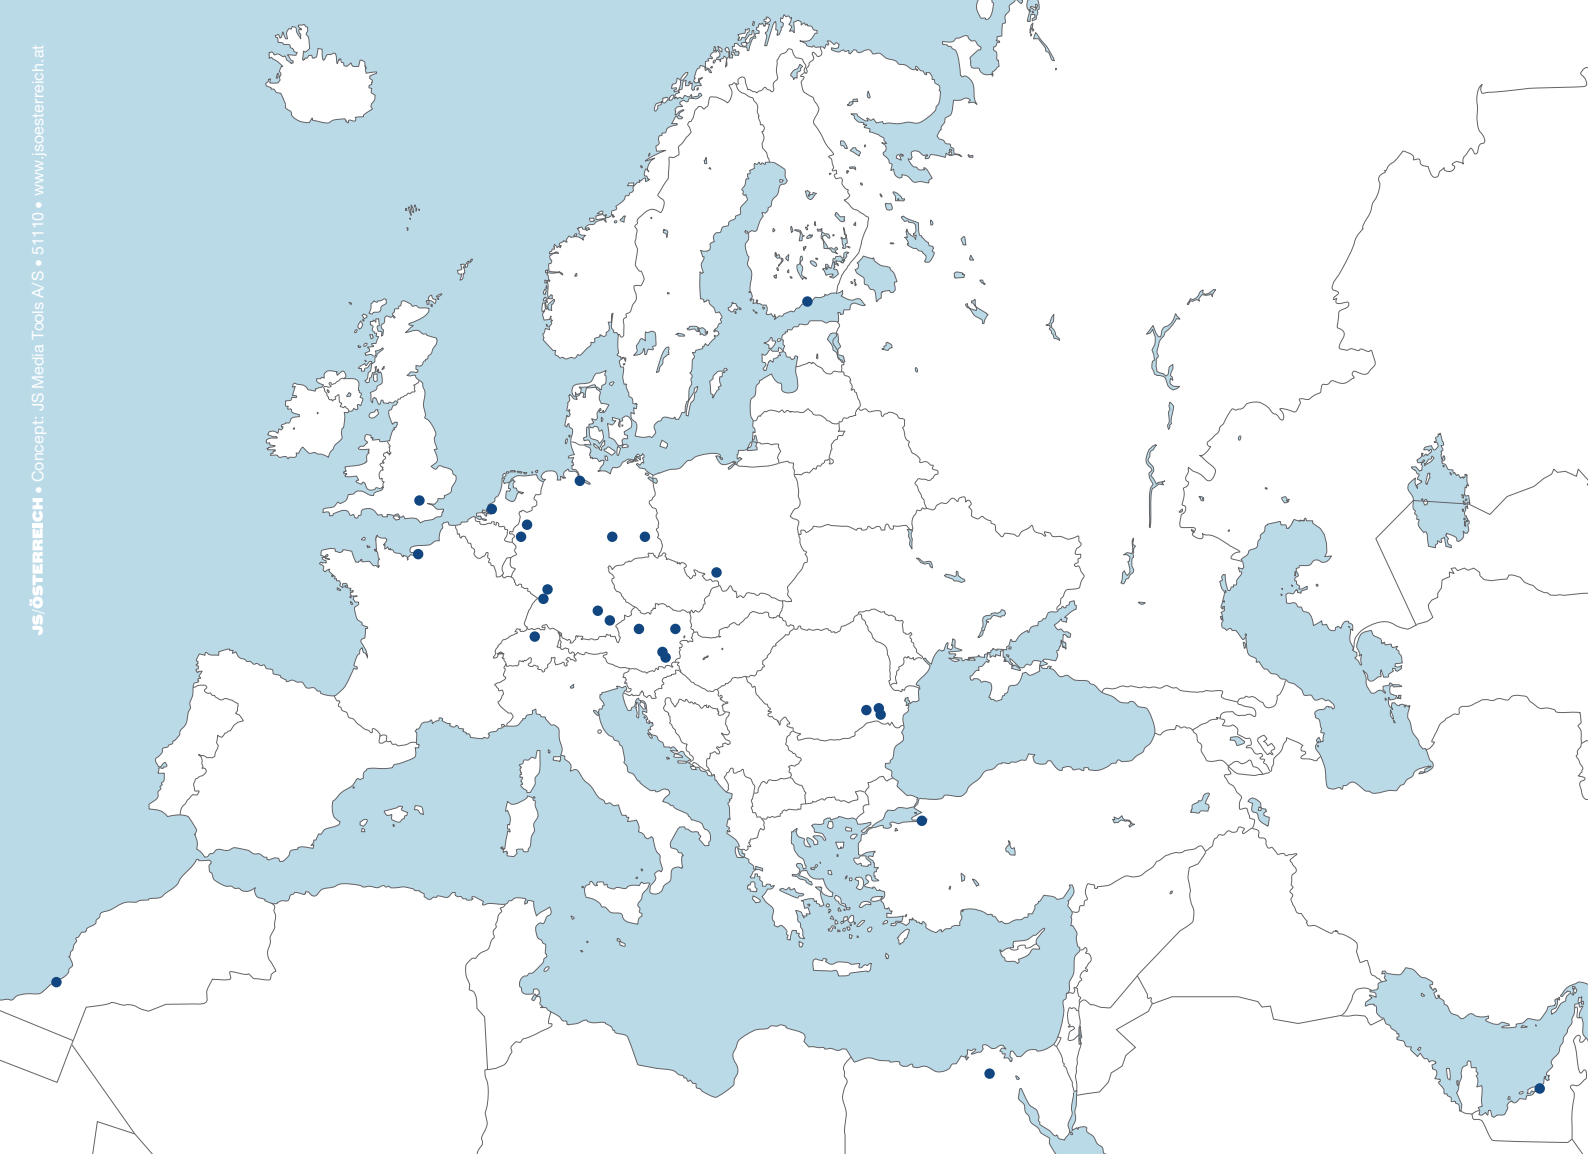 JS/ÖSTERREICH • Concept: JS Media Tools A/S • 51110 • www.jsoesterreich.at